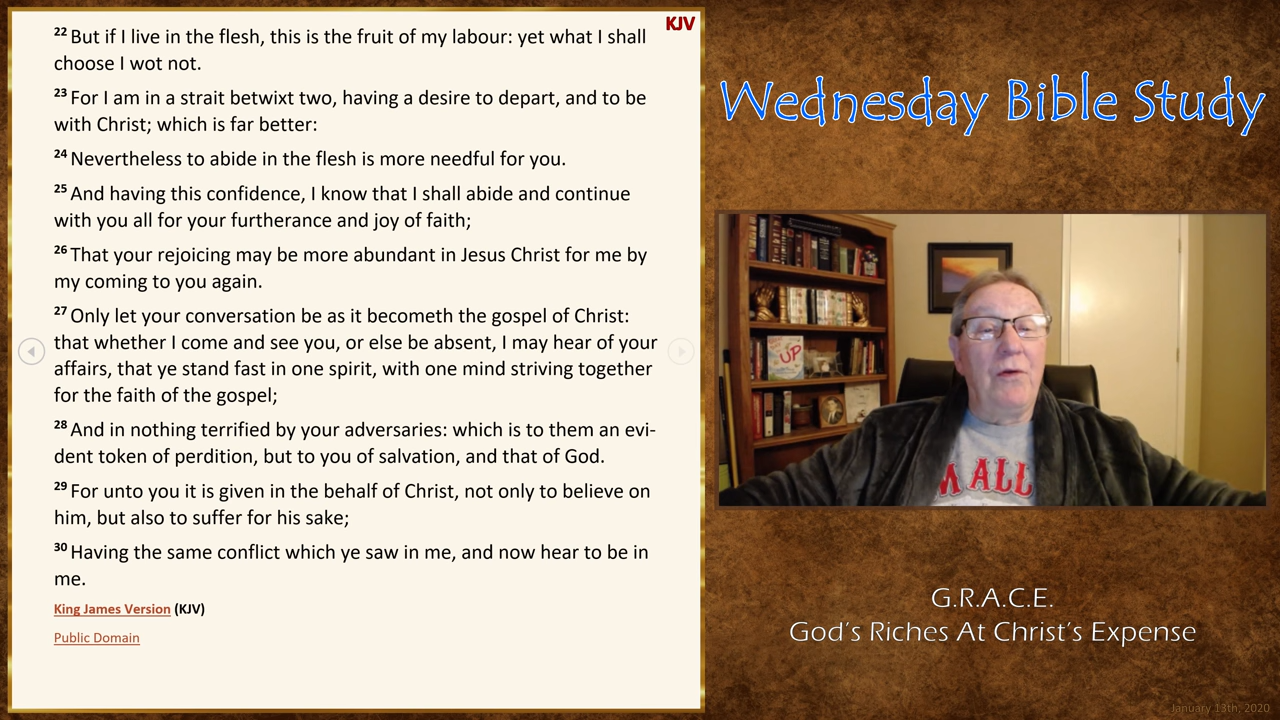 KJV
22 But if I live in the flesh, this is the fruit of my labour: yet what I shall
choose I wot not.
23 For I am in a strait betwixt two, having a desire to depart, and to be
with Christ; which is far better:
24 Nevertheless to abide in the flesh is more needful for you.
25 And having this confidence, I know that I shall abide and continue
with you all for your furtherance and joy of faith;
26 That your rejoicing may be more abundant in Jesus Christ for me by
my coming to you again.
27 Only let your conversation be as it becometh the gospel of Christ:
that whether I come and see you, or else be absent, I may hear of your
affairs, that ye stand fast in one spirit, with one mind striving together
for the faith of the gospel;
28 And in nothing terrified by your adversaries: which is to them an evi-
dent token of perdition, but to you of salvation, and that of God.
29 For unto you it is given in the behalf of Christ, not only to believe on
him, but also to suffer for his sake;
30 Having the same conflict which ye saw in me, and now hear to be in
me.
King James Version (KJV)
Public Domain
Wednesday Bible Study
UP
ALL
G.R.A.C.E.
God's Riches At Christ's Expense
January 13th, 2020